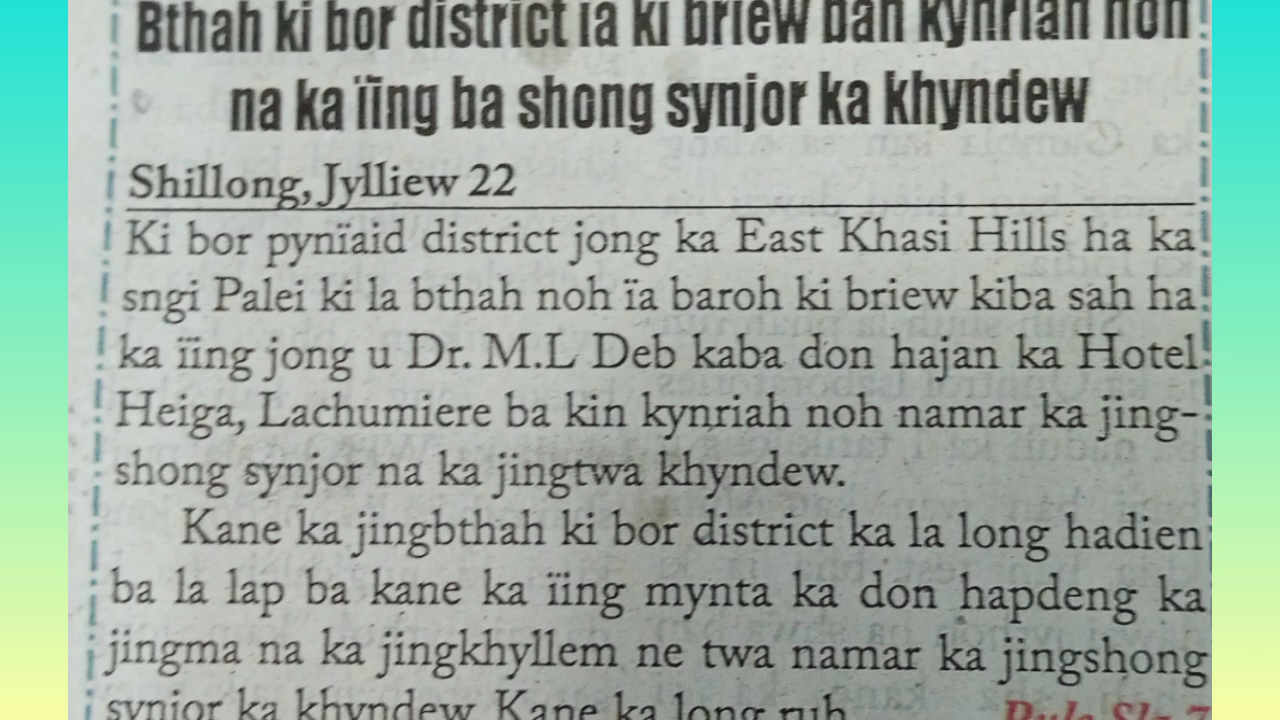 Bthah ki bor district ïa ki briew ban kynriah noh
na ka ïing ba shong synjor ka khyndew
Shillong, Jylliew 22
Ki bor pynïaid district jong ka East Khasi Hills ha ka
sngi Palei ki la bthah noh ïa baroh ki briew kiba sah ha
ka ïing jong u Dr. M.L Deb kaba don hajan ka Hotel
Heiga, Lachumiere ba kin kynriah noh namar ka jing-
shong synjor na ka jingtwa khyndew.
Kane ka jingbthah ki bor district ka la long hadien
ba la lap ba kane ka ïing mynta ka don hapdeng ka
jingma na ka jingkhyllem ne twa namar ka jingshong
synjor ka khyndew. Kane ka long ruh